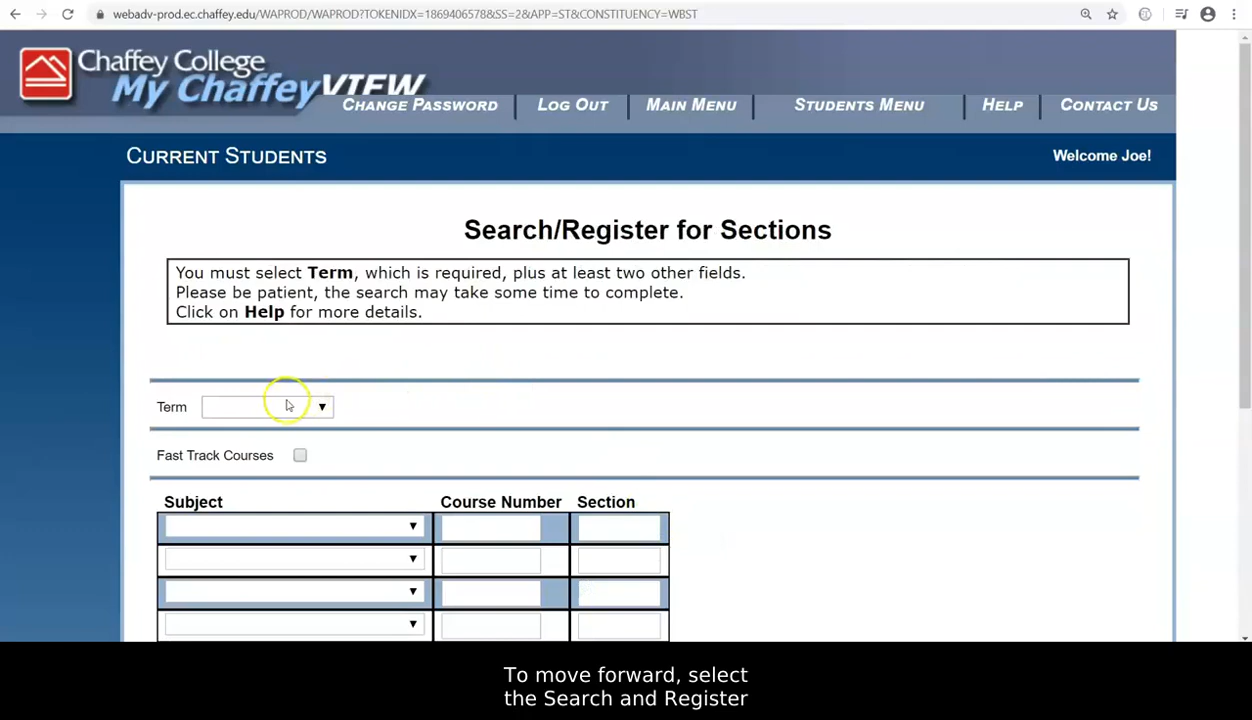 webadv-prod.ec.chaffey.edu/WAPROD/WAPROD?TOKENIDX=1869406578&SS=2&APP=ST&CONSTITUENCY=WBST
Chaffey College
My ChaffeyVIEW
CHANGE PASSWORD
LOG OUT
MAIN MENU
STUDENTS MENU
HELP
CONTACT US
CURRENT STUDENTS
Welcome Joe!
Search/Register for Sections
You must select Term, which is required, plus at least two other fields.
Please be patient, the search may take some time to complete.
Click on Help for more details.
Term
Fast Track Courses
Subject Course Number Section
To move forward, select
the Search and Register